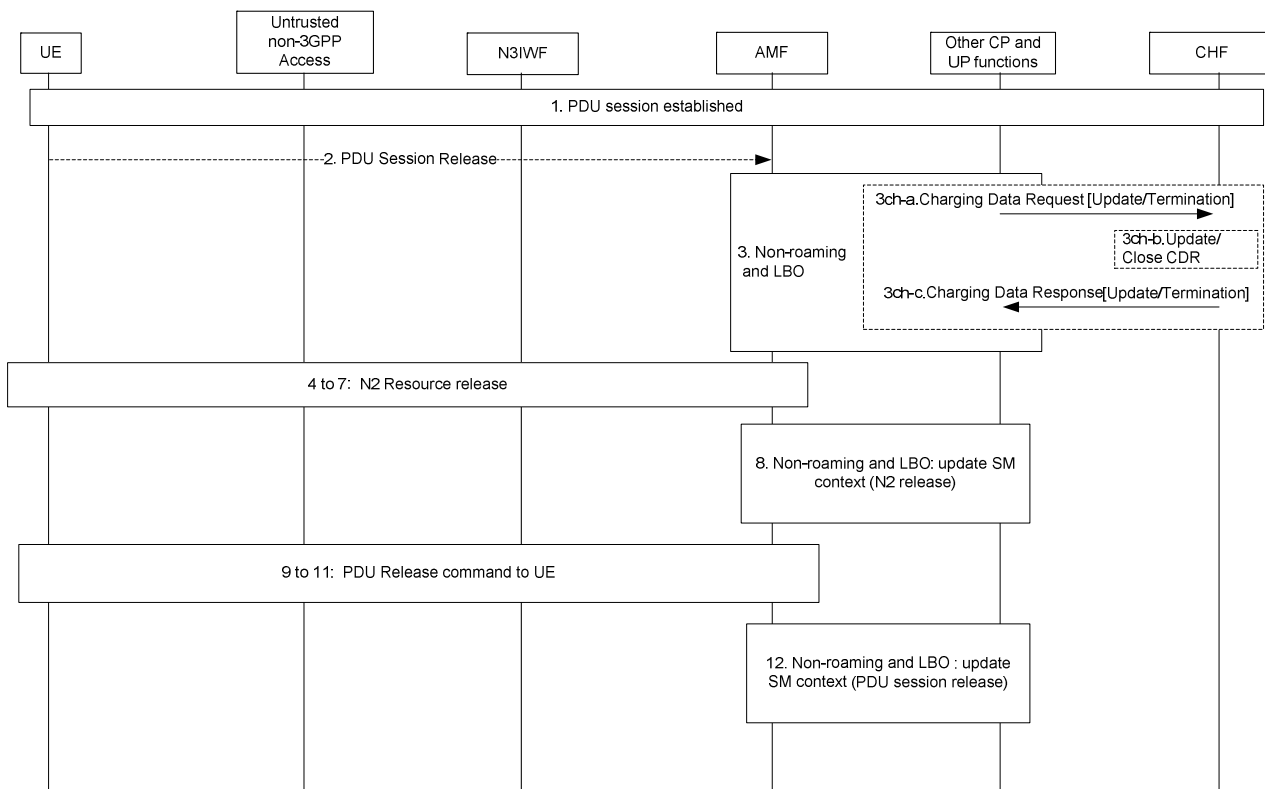 UE
Untrusted
non-3GPP
Access
N3IWF
AMF
Other CP and
UP functions
CHF
1. PDU session established
2. PDU Session Release
3ch-a.Charging Data Request [Update/Termination]
3. Non-roaming
and LBO
3ch-b.Update/
Close CDR
3ch-c.Charging Data Response[Update/Termination]
4 to 7: N2 Resource release
8. Non-roaming and LBO: update SM
context (N2 release)
9 to 11: PDU Release command to UE
12. Non-roaming and LBO : update
SM context (PDU session release)